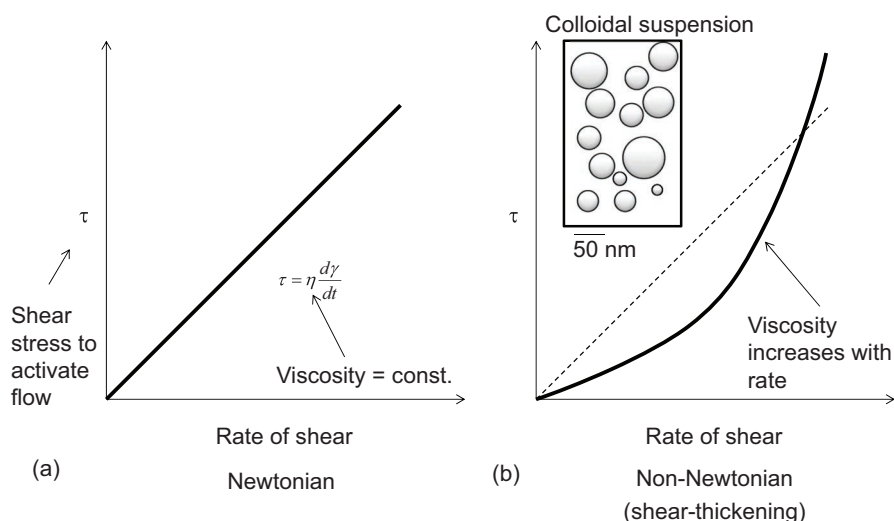 τ
Shear
stress to
activate
flow
τ = η dγ/dt
Viscosity = const.
Rate of shear
(a)
Newtonian
Colloidal suspension
50 nm
τ
Viscosity
increases with
rate
Rate of shear
(b)
Non-Newtonian
(shear-thickening)